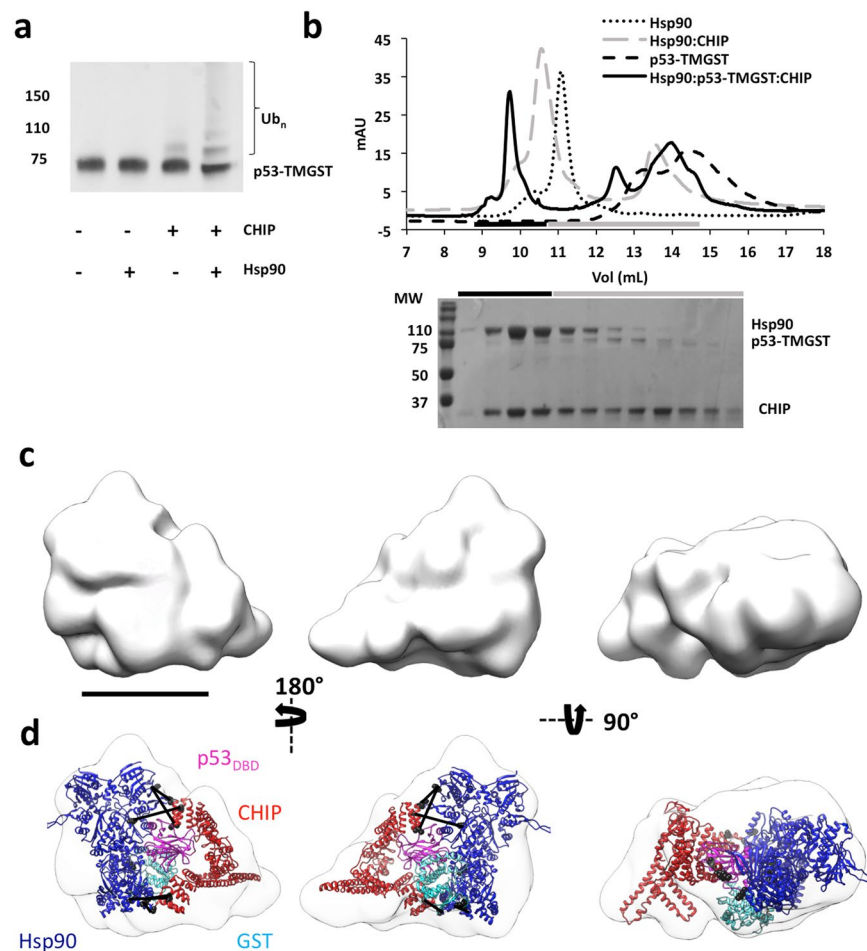 a
150
110
75
Ubn
p53-TMGST
- - + + CHIP
- + - + Hsp90
b
Hsp90
Hsp90:CHIP
p53-TMGST
Hsp90:p53-TMGST:CHIP
45
35
25
15
5
-5
mAU
7 8 9 10 11 12 13 14 15 16 17 18
Vol (mL)
MW
110
75
50
37
Hsp90
p53-TMGST
CHIP
c
180°
90°
d
p53DBD
CHIP
Hsp90
GST